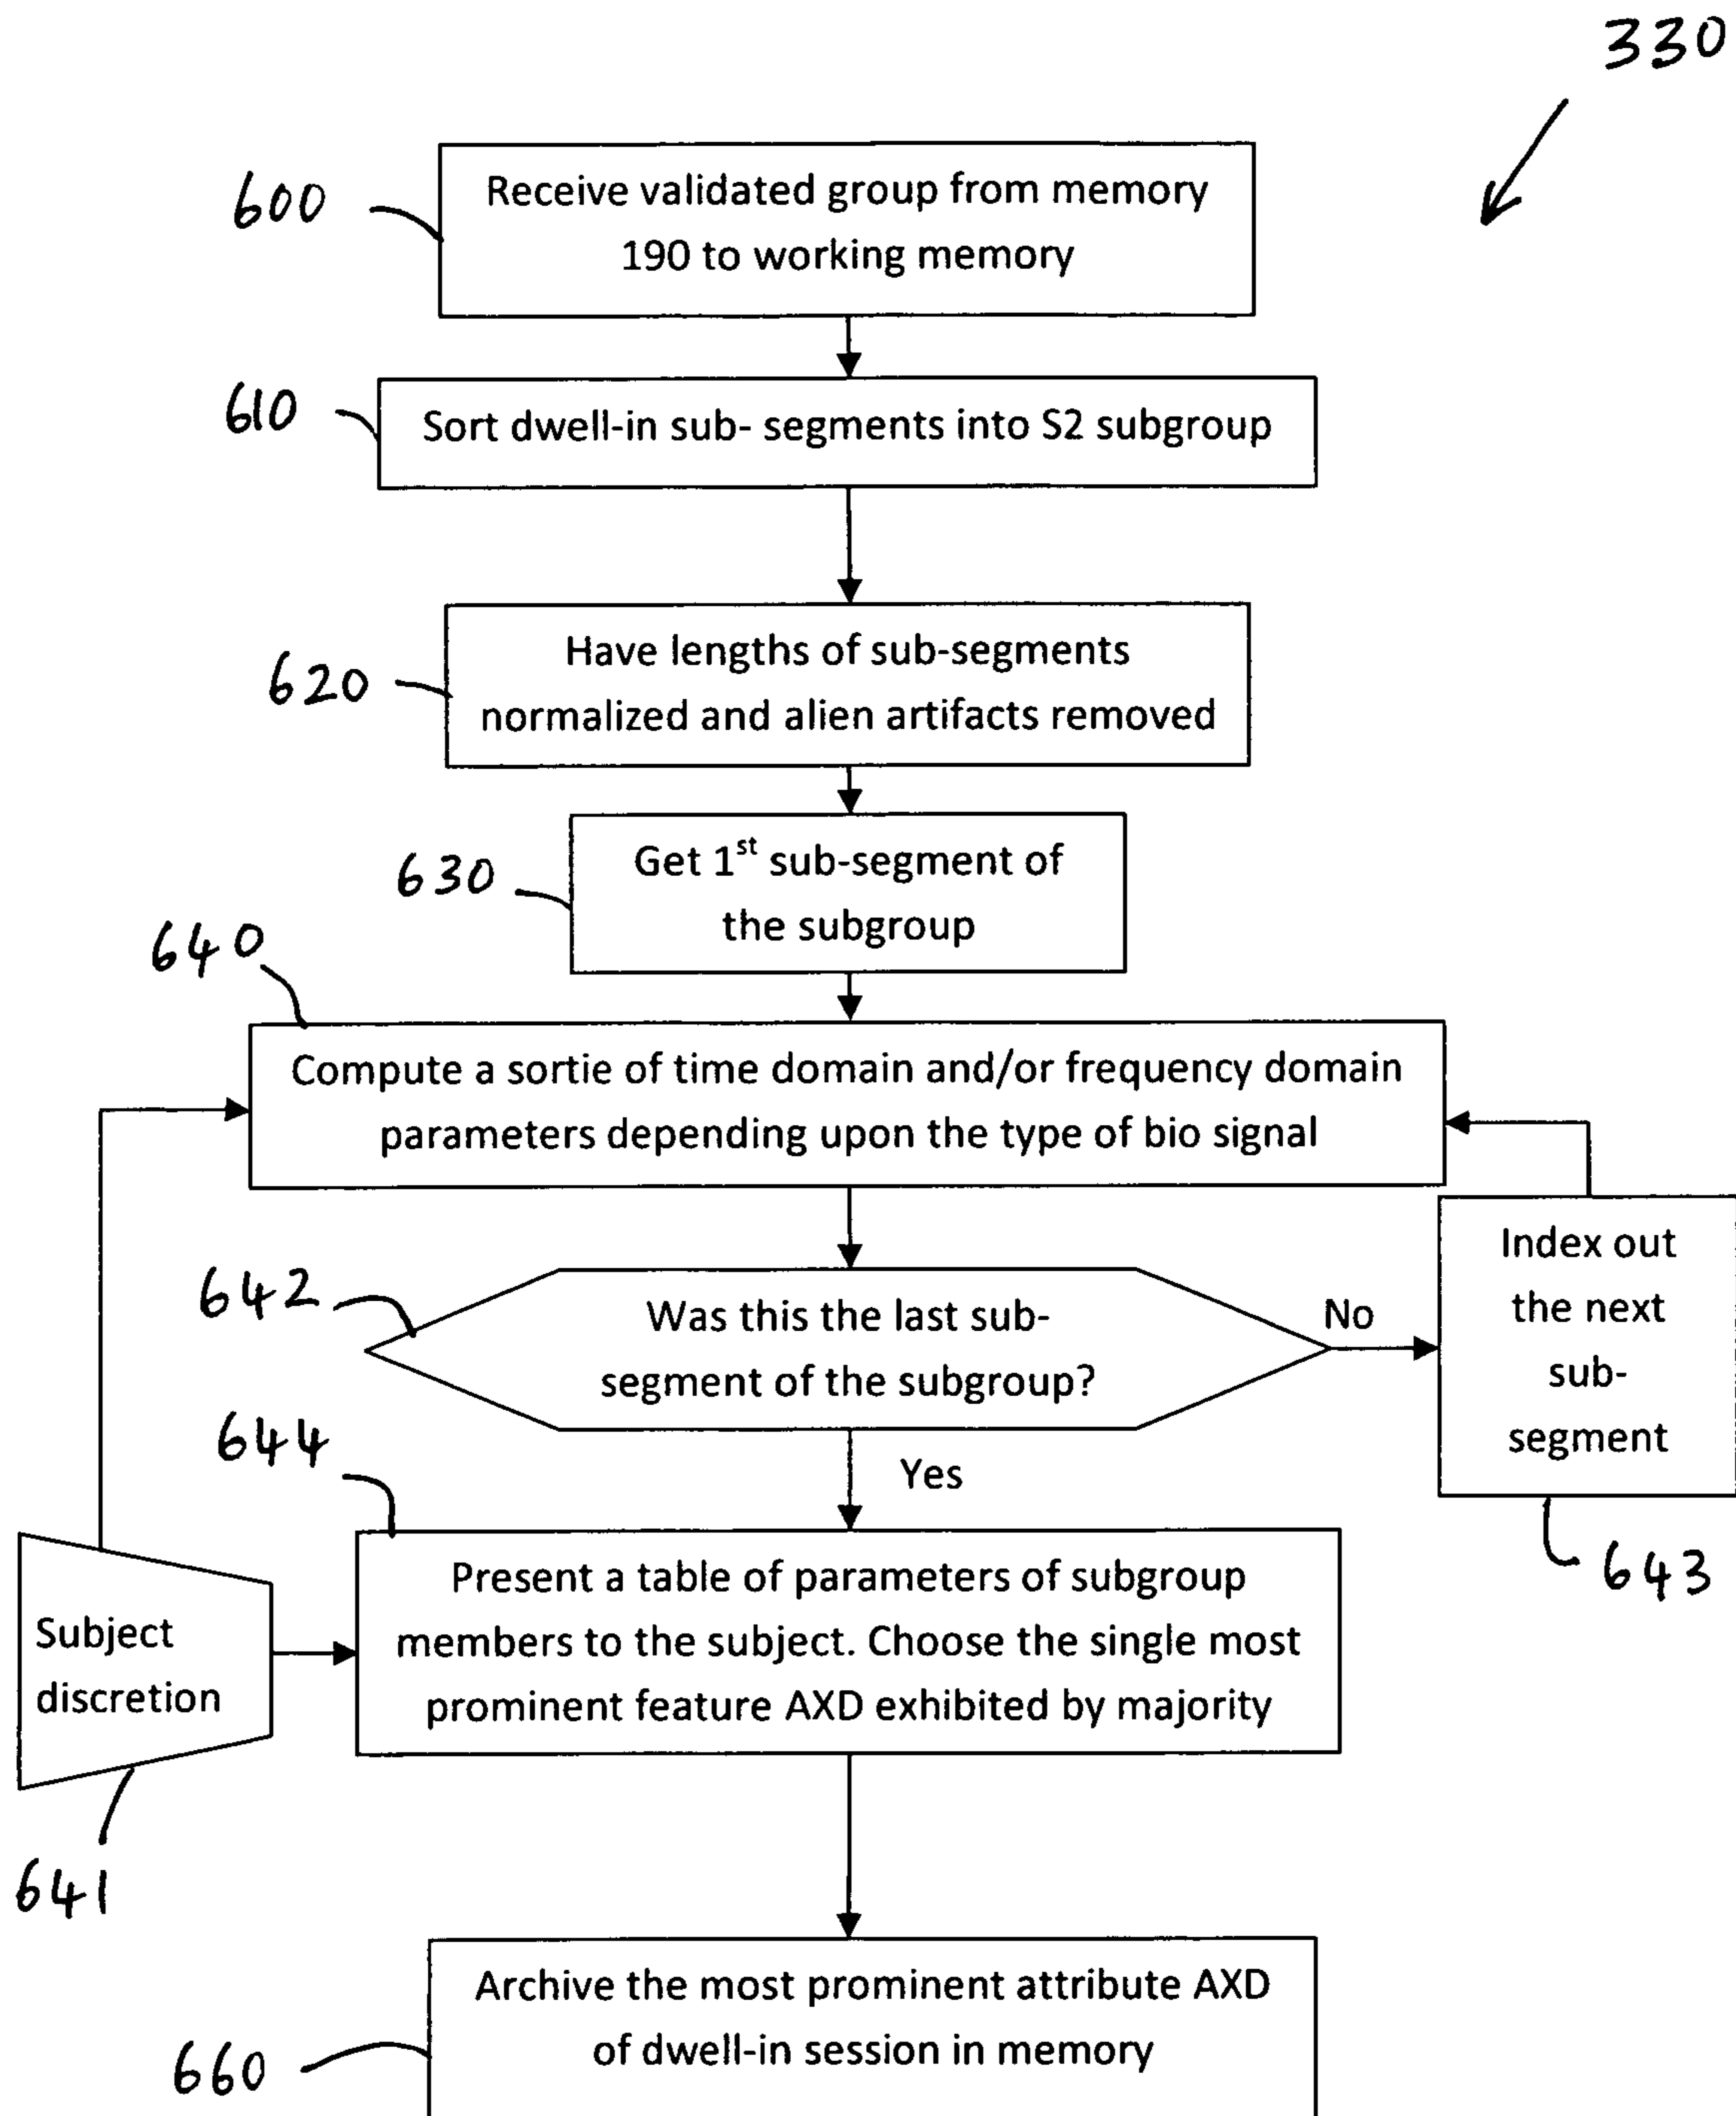 330
600
Receive validated group from memory
190 to working memory
610
Sort dwell-in sub- segments into S2 subgroup
620
Have lengths of sub-segments
normalized and alien artifacts removed
630
Get 1st sub-segment of
the subgroup
640
Compute a sortie of time domain and/or frequency domain
parameters depending upon the type of bio signal
642
Was this the last sub-
segment of the subgroup?
No
Index out
the next
sub-
segment
643
Yes
644
Present a table of parameters of subgroup
members to the subject. Choose the single most
prominent feature AXD exhibited by majority
Subject
discretion
641
Archive the most prominent attribute AXD
of dwell-in session in memory
660